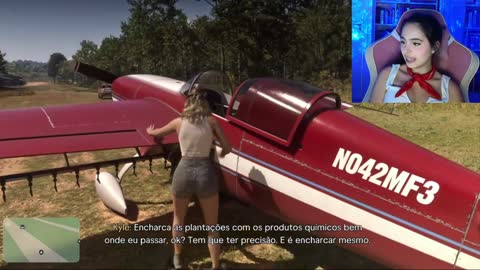 N042MF3
Kyle: Encharca as plantações com os produtos químicos bem
onde eu passar, ok? Tem que ter precisão. E é encharcar mesmo.